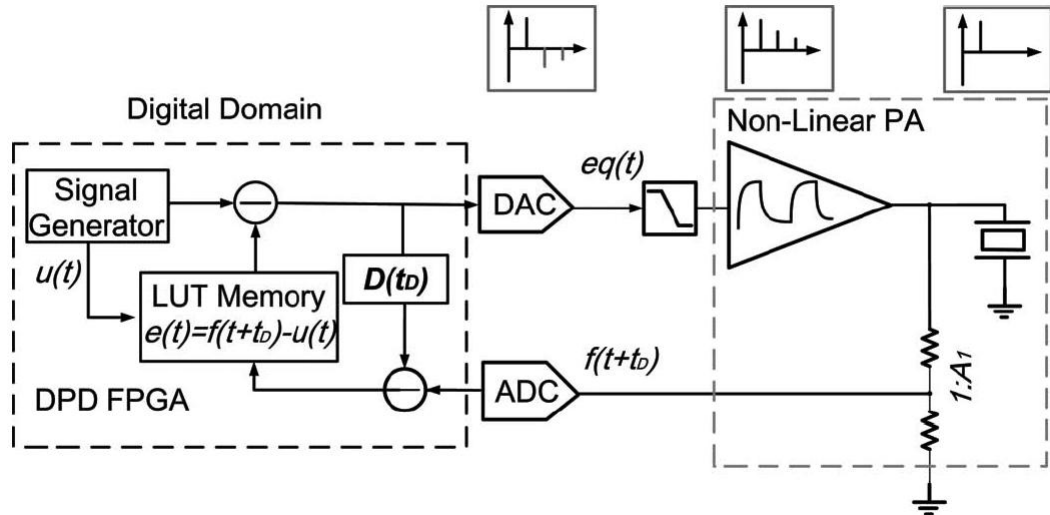 Digital Domain
Non-Linear PA
Signal
Generator
DAC
eq(t)
u(t)
D(tD)
LUT Memory
e(t)=f(t+tD)-u(t)
f(t+tD)
1:A1
DPD FPGA
ADC